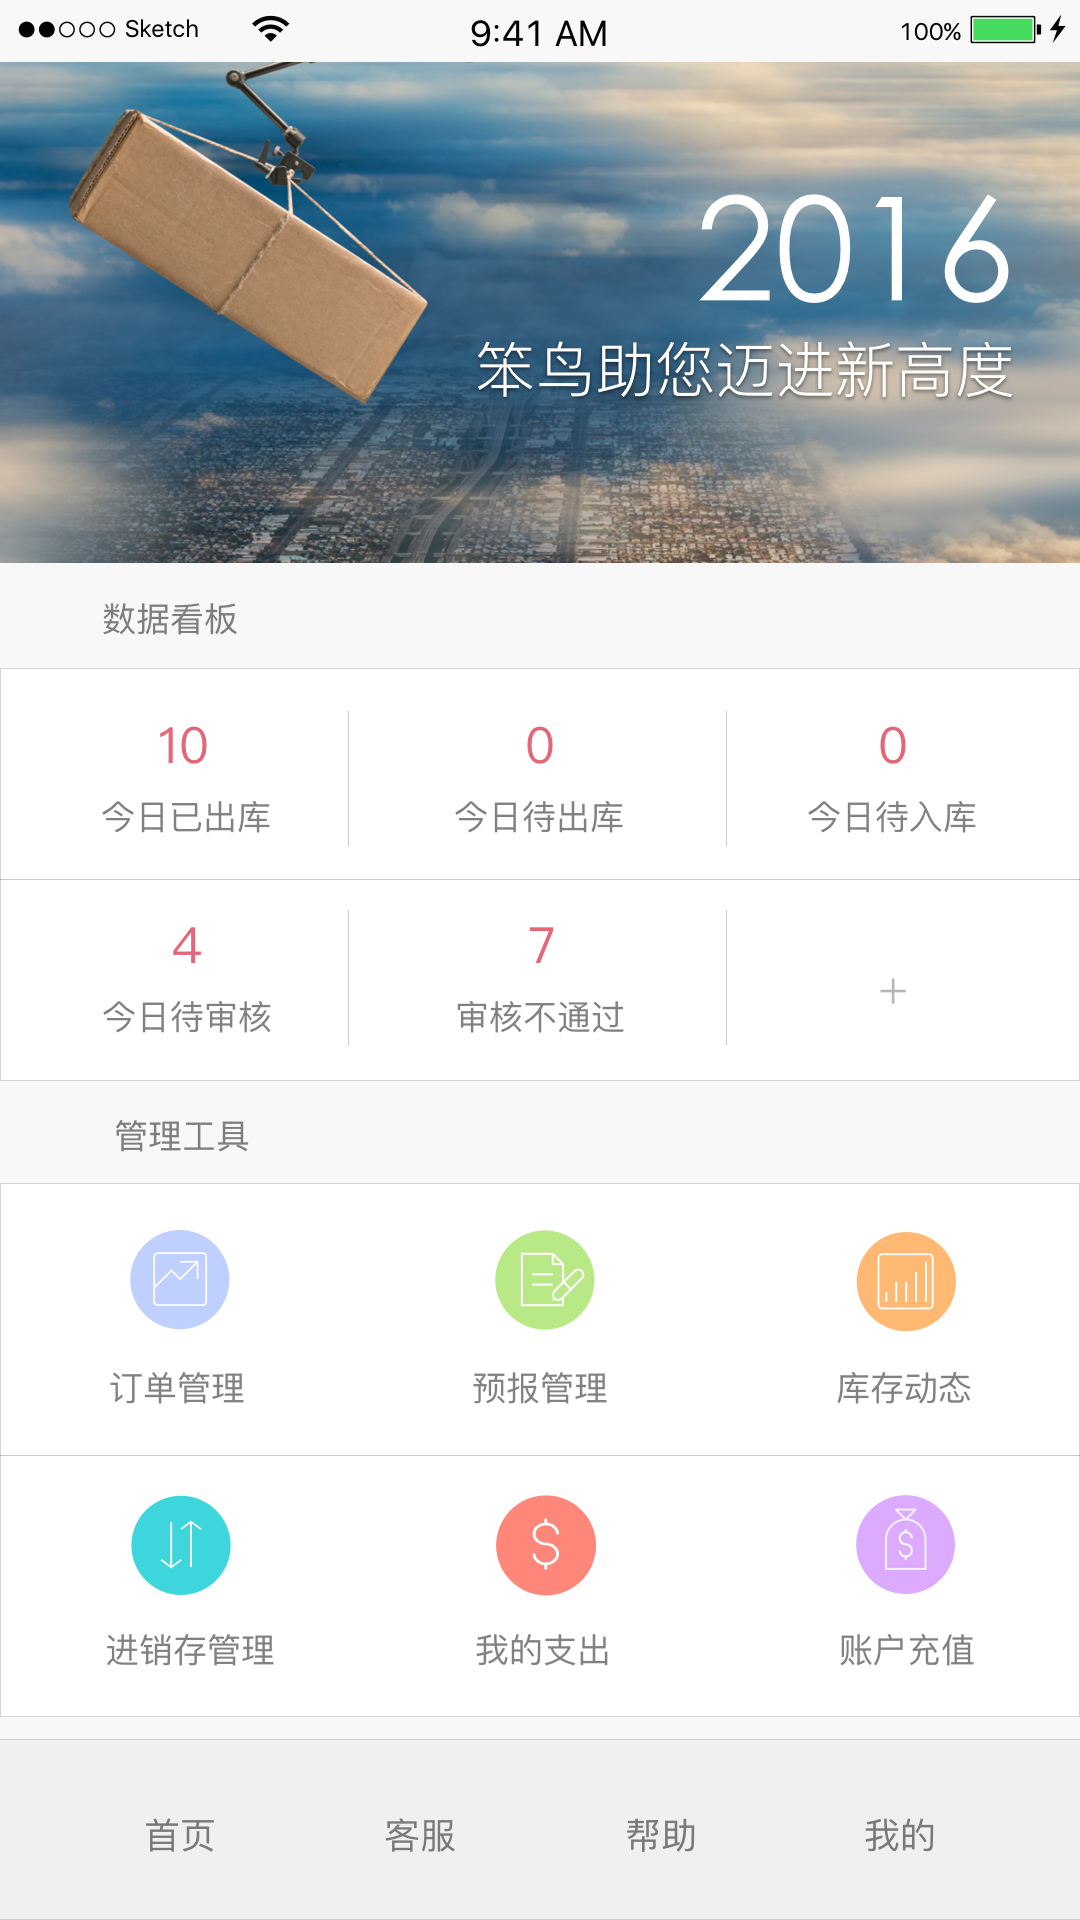 Sketch 9:41 AM 100%
2016
笨鸟助您迈进新高度
数据看板
10 0 0
今日已出库 今日待出库 今日待入库
4 7 +
今日待审核 审核不通过
管理工具
订单管理 预报管理 库存动态
$ $
进销存管理 我的支出 账户充值
首页 客服 帮助 我的